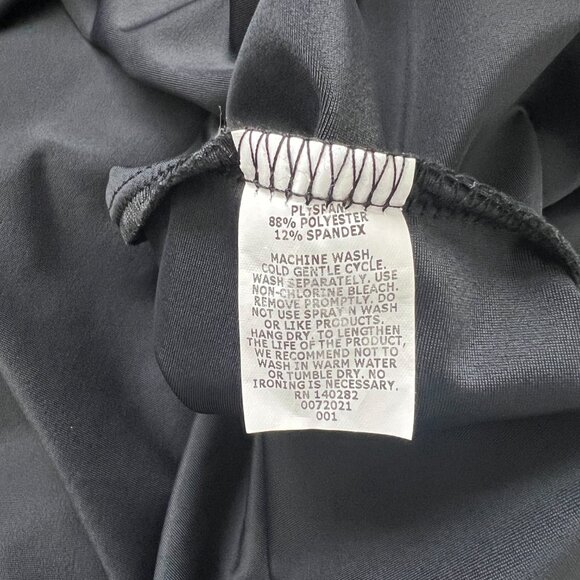 PLYSPAN
88% POLYESTER
12% SPANDEX
MACHINE WASH,
COLD GENTLE CYCLE.
WASH SEPARATELY. USE
NON-CHLORINE BLEACH.
REMOVE PROMPTLY. DO
NOT USE SPRAY N WASH
OR LIKE PRODUCTS.
HANG DRY. TO LENGTHEN
THE LIFE OF THE PRODUCT,
WE RECOMMEND NOT TO
WASH IN WARM WATER
OR TUMBLE DRY. NO
IRONING IS NECESSARY.
RN 140282
0072021
001